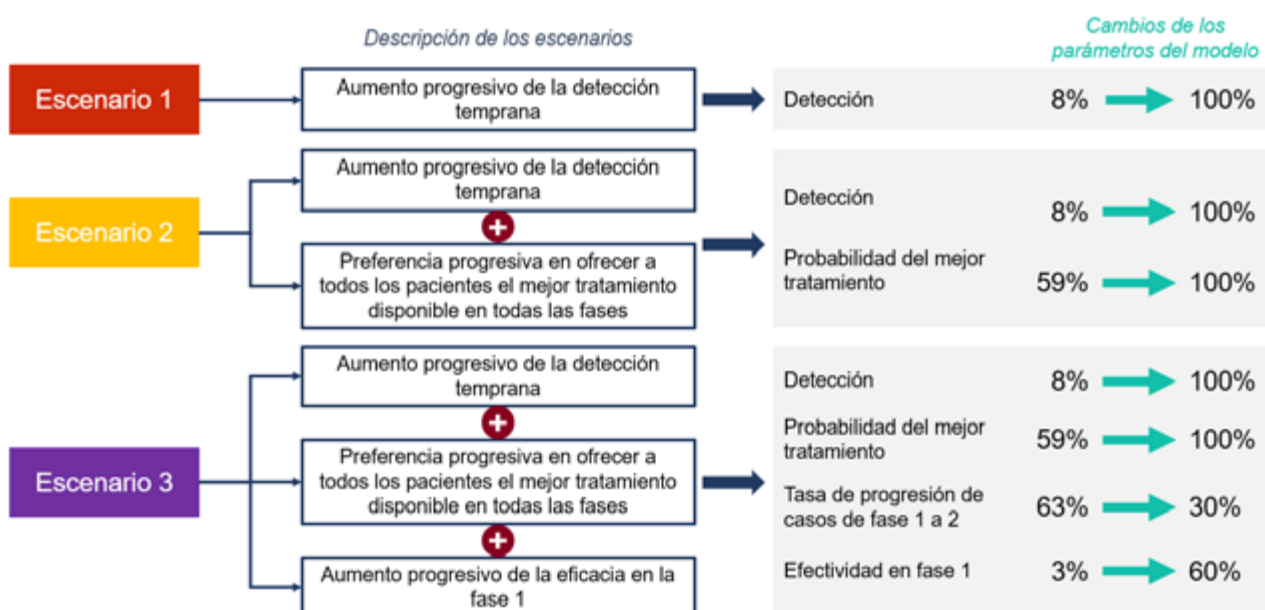 Descripción de los escenarios
Cambios de los
parámetros del modelo
Escenario 1
Aumento progresivo de la detección
temprana
Detección
8%
100%
Escenario 2
Aumento progresivo de la detección
temprana
+
Preferencia progresiva en ofrecer a
todos los pacientes el mejor tratamiento
disponible en todas las fases
Detección
8%
100%
Probabilidad del mejor
tratamiento
59%
100%
Escenario 3
Aumento progresivo de la detección
temprana
+
Preferencia progresiva en ofrecer a
todos los pacientes el mejor tratamiento
disponible en todas las fases
+
Aumento progresivo de la eficacia en la
fase 1
Detección
8%
100%
Probabilidad del mejor
tratamiento
59%
100%
Tasa de progresión de
casos de fase 1 a 2
63%
30%
Efectividad en fase 1
3%
60%